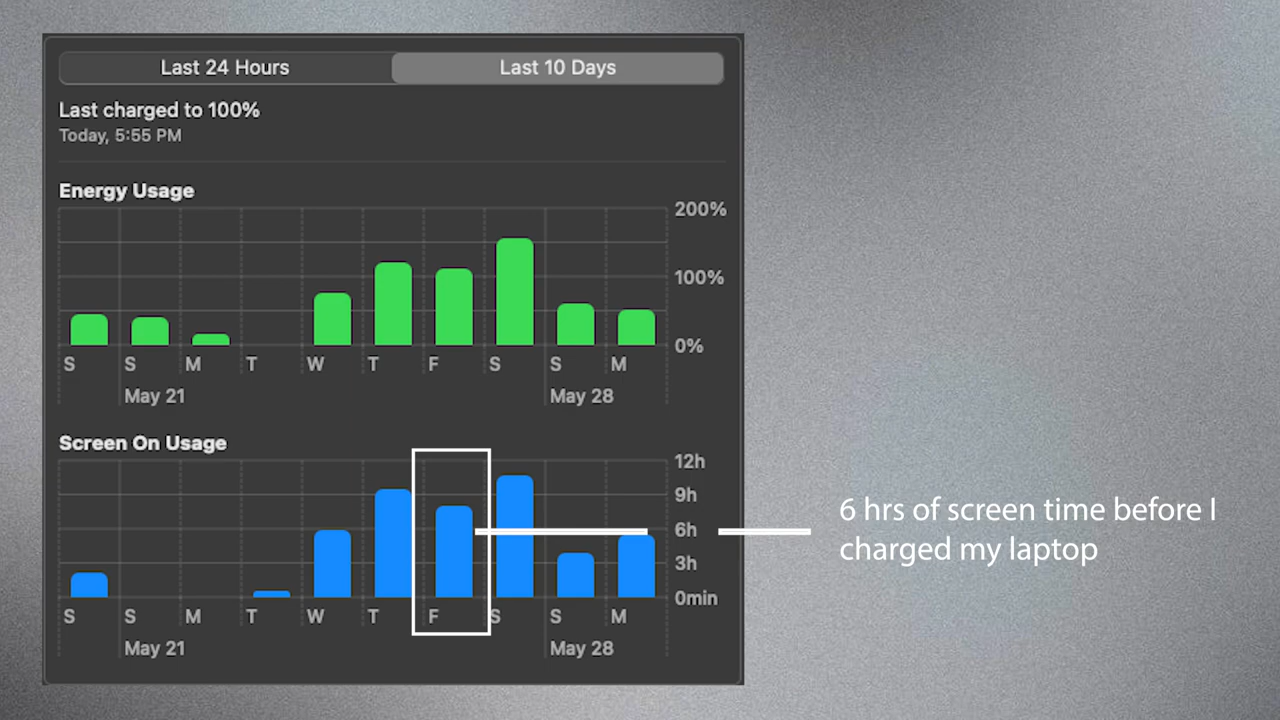 Last 24 Hours
Last 10 Days
Last charged to 100%
Today, 5:55 PM
Energy Usage
200%
100%
0%
S S M T W T F S S M
May 21 May 28
Screen On Usage
12h
9h
6h
3h
0min
S S M T W T F S S M
May 21 May 28
6 hrs of screen time before I
charged my laptop